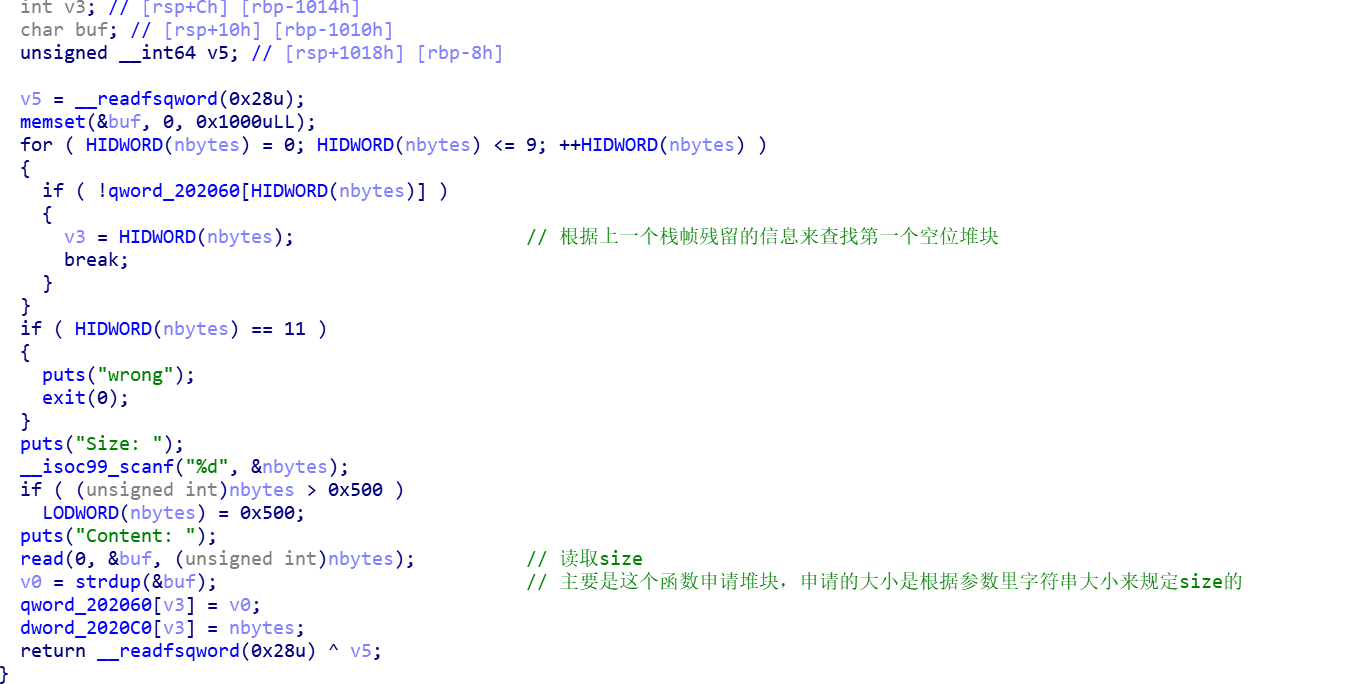 int v3; // [rsp+Ch] [rbp-1014h]
char buf; // [rsp+10h] [rbp-1010h]
unsigned __int64 v5; // [rsp+1018h] [rbp-8h]
v5 = __readfsqword(0x28u);
memset(&buf, 0, 0x1000uLL);
for ( HIDWORD(nbytes) = 0; HIDWORD(nbytes) <= 9; ++HIDWORD(nbytes) )
{
if ( !qword_202060[HIDWORD(nbytes)] )
{
v3 = HIDWORD(nbytes); // 根据上一个栈帧残留的信息来查找第一个空位堆块
break;
}
}
if ( HIDWORD(nbytes) == 11 )
{
puts("wrong");
exit(0);
}
puts("Size: ");
__isoc99_scanf("%d", &nbytes);
if ( (unsigned int)nbytes > 0x500 )
LODWORD(nbytes) = 0x500;
puts("Content: ");
read(0, &buf, (unsigned int)nbytes); // 读取size
v0 = strdup(&buf); // 主要是这个函数申请堆块，申请的大小是根据参数里字符串大小来规定size的
qword_202060[v3] = v0;
dword_2020C0[v3] = nbytes;
return __readfsqword(0x28u) ^ v5;
}